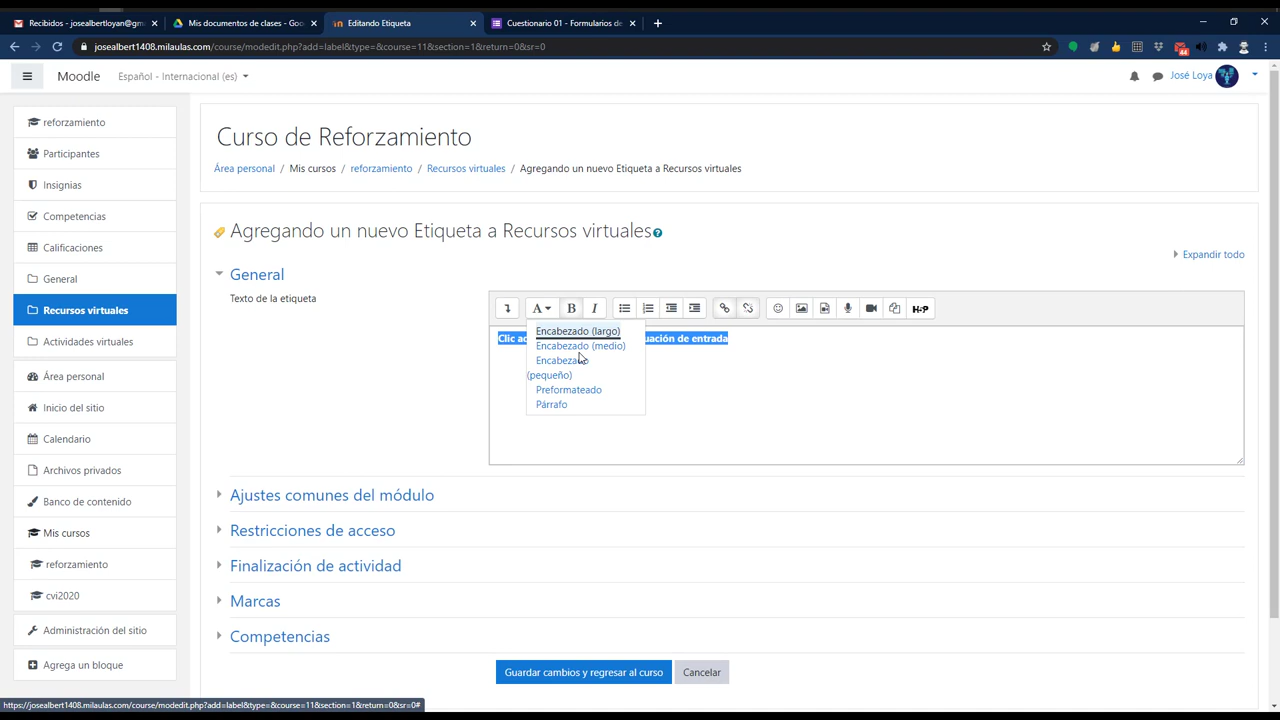 Recibidos - josealbertloyan@gm
Mis documentos de clases - Goo
Editando Etiqueta
Cuestionario 01 - Formularios de
josealbert1408.milaulas.com/course/modedit.php?add=label&type=&course=11&section=1&return=0&sr=0
44
Moodle
Español - Internacional (es)
José Loya
reforzamiento
Participantes
Insignias
Competencias
Calificaciones
General
Recursos virtuales
Actividades virtuales
Área personal
Inicio del sitio
Calendario
Archivos privados
Banco de contenido
Mis cursos
reforzamiento
cvi2020
Administración del sitio
Agrega un bloque
Curso de Reforzamiento
Área personal / Mis cursos / reforzamiento / Recursos virtuales / Agregando un nuevo Etiqueta a Recursos virtuales
Agregando un nuevo Etiqueta a Recursos virtuales
Expandir todo
General
Texto de la etiqueta
A B I H-P
Clic uación de entrada
Encabezado (largo)
Encabezado (medio)
Encabezado
(pequeño)
Preformateado
Párrafo
Ajustes comunes del módulo
Restricciones de acceso
Finalización de actividad
Marcas
Competencias
Guardar cambios y regresar al curso
Cancelar
https://josealbert1408.milaulas.com/course/modedit.php?add=label&type=&course=11&section=1&return=0&sr=0#